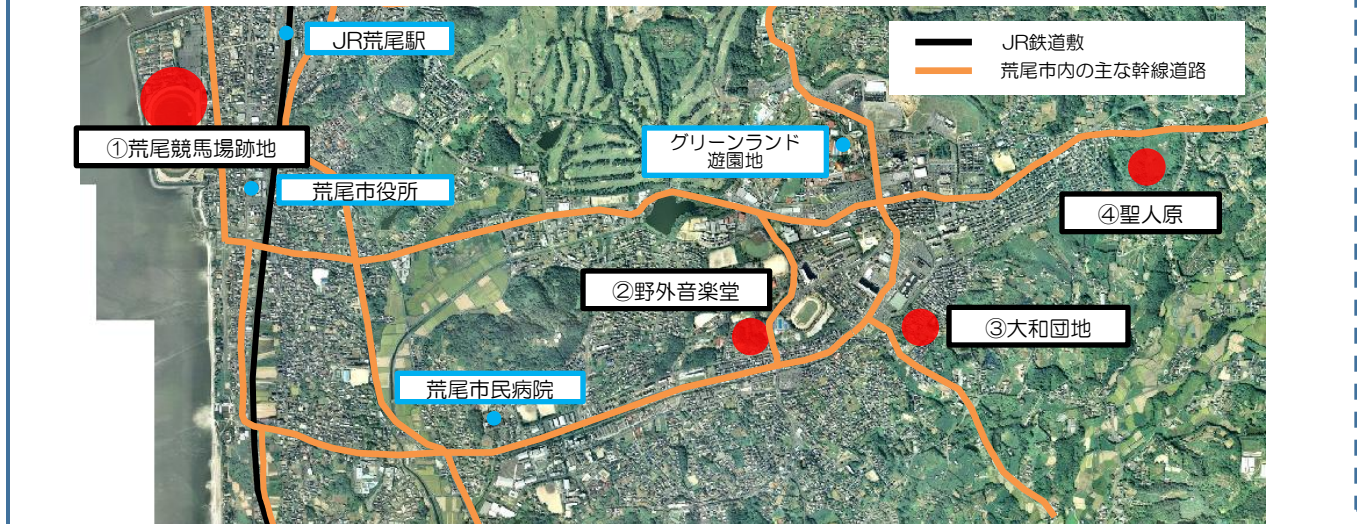 JR荒尾駅
JR鉄道敷
荒尾市内の主な幹線道路
①荒尾競馬場跡地
グリーンランド
遊園地
荒尾市役所
④聖人原
②野外音楽堂
③大和団地
荒尾市民病院